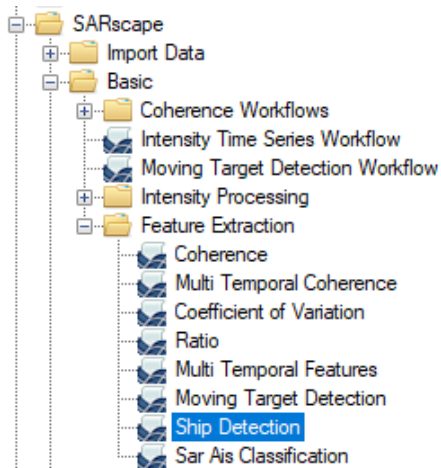 SARscape
Import Data
Basic
Coherence Workflows
Intensity Time Series Workflow
Moving Target Detection Workflow
Intensity Processing
Feature Extraction
Coherence
Multi Temporal Coherence
Coefficient of Variation
Ratio
Multi Temporal Features
Moving Target Detection
Ship Detection
Sar Ais Classification